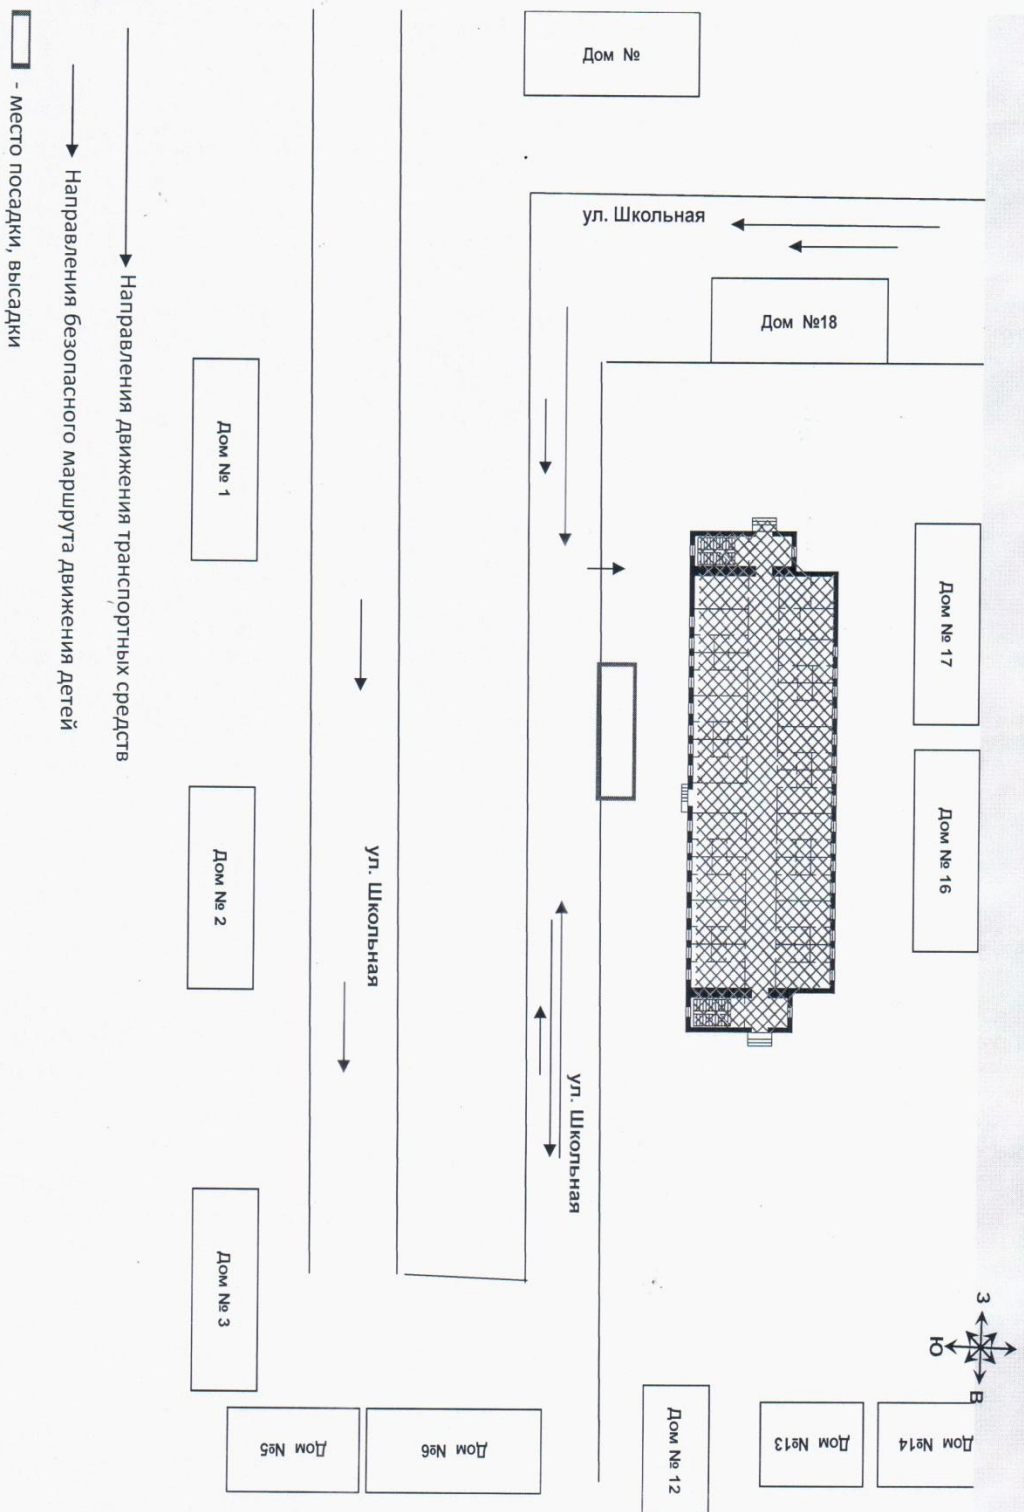 Дом №
ул. Школьная
Дом №18
Дом № 17
Дом № 16
Дом № 1
Дом № 2
Дом № 3
ул. Школьная
ул. Школьная
З
Ю
В
Дом №5
Дом №6
Дом № 12
Дом №13
Дом №14
Направления движения транспортных средств
Направления безопасного маршрута движения детей
- место посадки, высадки